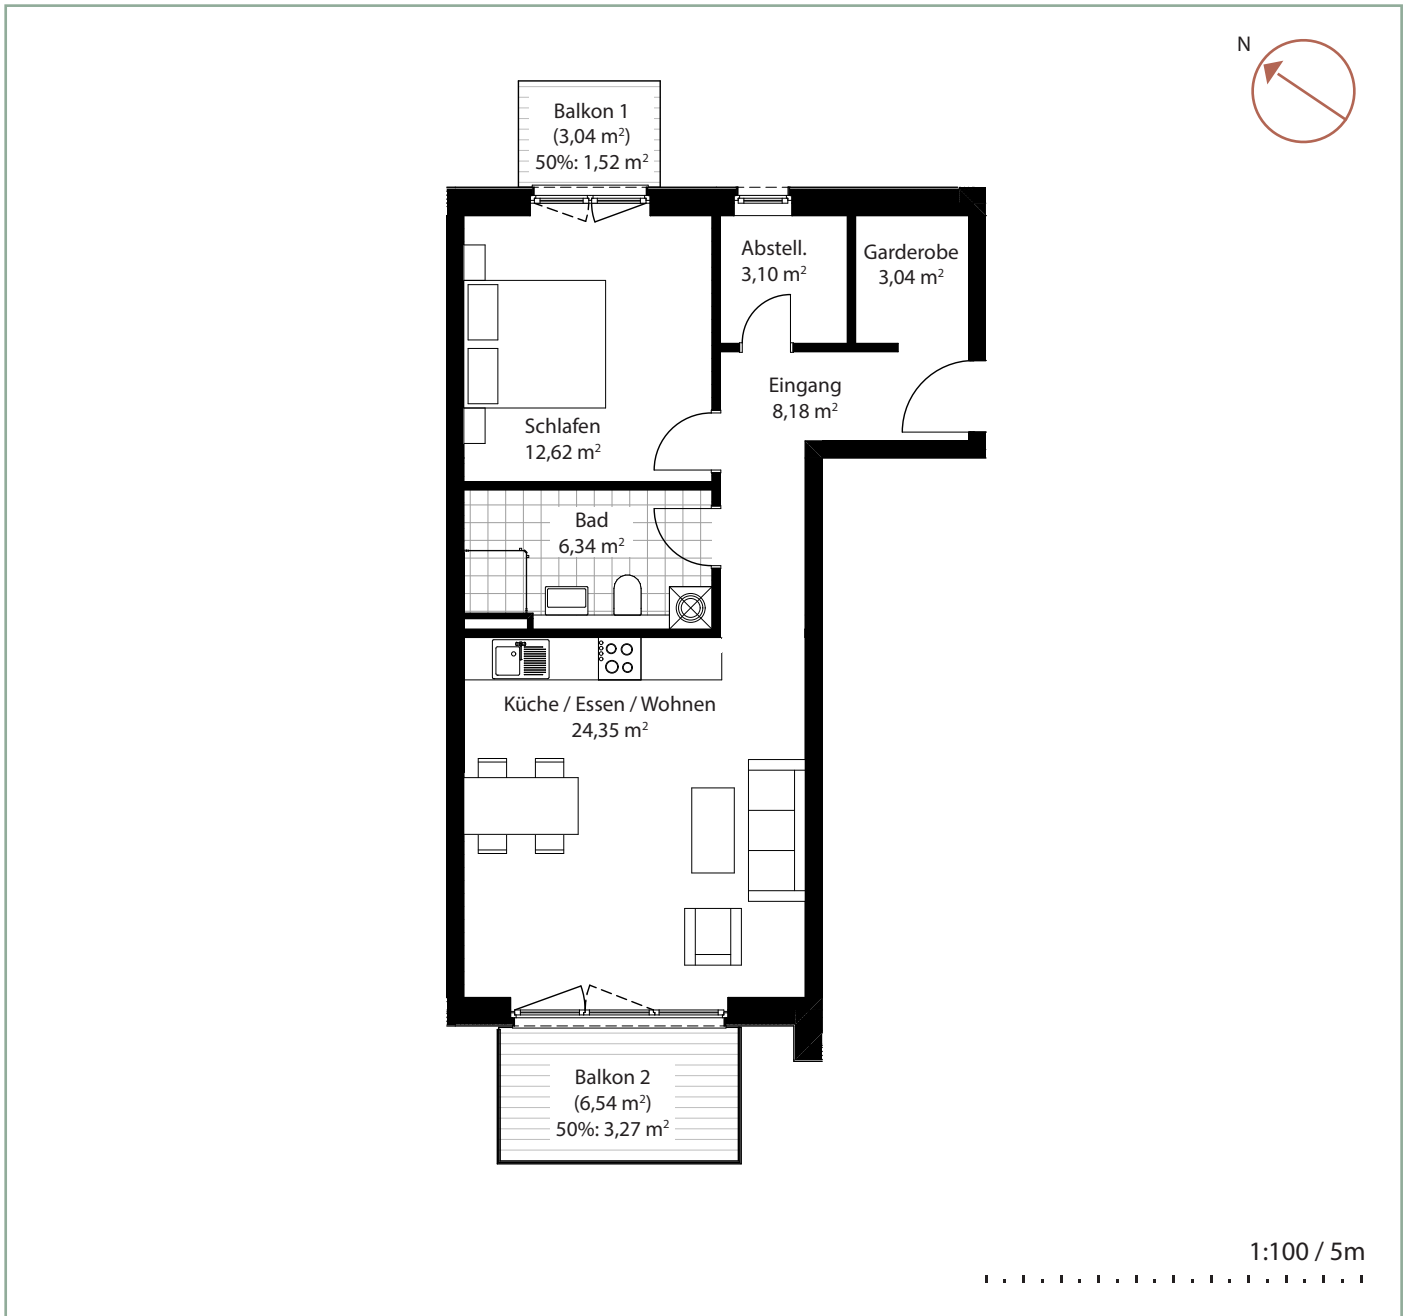 N
Balkon 1
(3,04 m²)
50%: 1,52 m²
Abstell.
3,10 m²
Garderobe
3,04 m²
Eingang
8,18 m²
Schlafen
12,62 m²
Bad
6,34 m²
Küche / Essen / Wohnen
24,35 m²
Balkon 2
(6,54 m²)
50%: 3,27 m²
1:100 / 5m